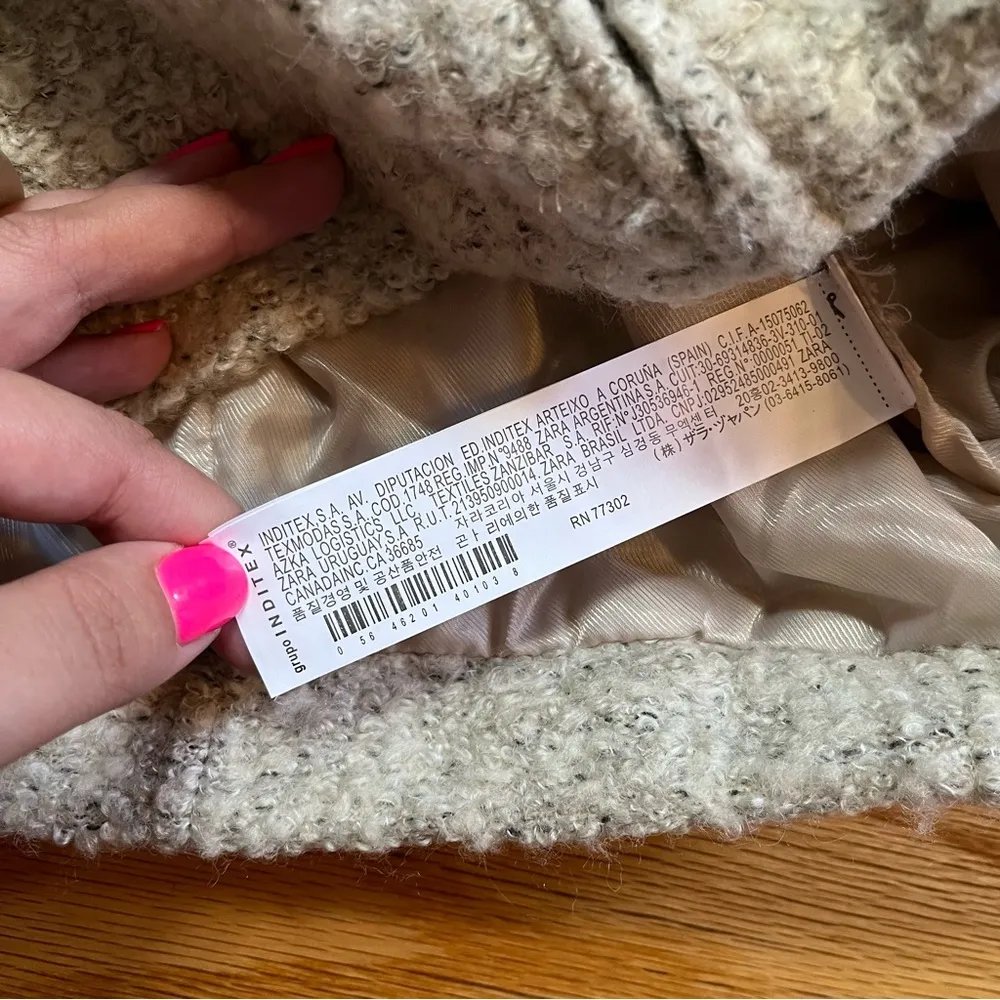 grupo INDITEX®
INDITEX,S.A. AV. DIPUTACION ED.INDITEX ARTEIXO A CORUÑA (SPAIN) C.I.F.A-15075062
TEXMODAS S.A. COD.1748 REG.IMP.Nº9488 ZARA ARGENTINA S.A. CUIT:30-69314836-3 V-310-01
AZKA LOGISTICS, LLC., TEXTILES ZANZIBAR, S.A. RIF:NºJ30536946-1 REG.Nº:0000051 TL02
ZARA URUGUAY S.A. R.U.T. 213950900014. ZARA BRASIL LTDA. CNPJ:02952485000491 ZARA
CANADA INC. CA 36685 자라코리아 서울시 강남구 삼성동 무역센터 20동 02-3413-9800
품질경영 및 공산품안전 관리에의한 품질표시 (株) ザラ・ジャパン (03-6415-8061)
RN 77302
0 56 46201 40103 6